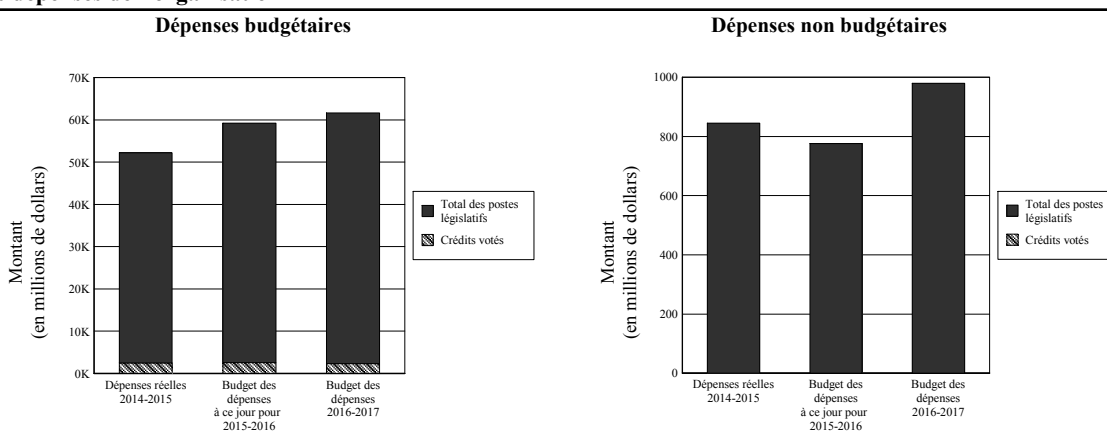 Dépenses budgétaires
70K
60K
50K
40K
30K
20K
10K
0K
Montant
(en millions de dollars)
Dépenses réelles
2014-2015
Budget des
dépenses
à ce jour pour
2015-2016
Budget des
dépenses
2016-2017
Total des postes
législatifs
Crédits votés
Dépenses non budgétaires
1000
800
600
400
200
0
Montant
(en millions de dollars)
Dépenses réelles
2014-2015
Budget des
dépenses
à ce jour pour
2015-2016
Budget des
dépenses
2016-2017
Total des postes
législatifs
Crédits votés